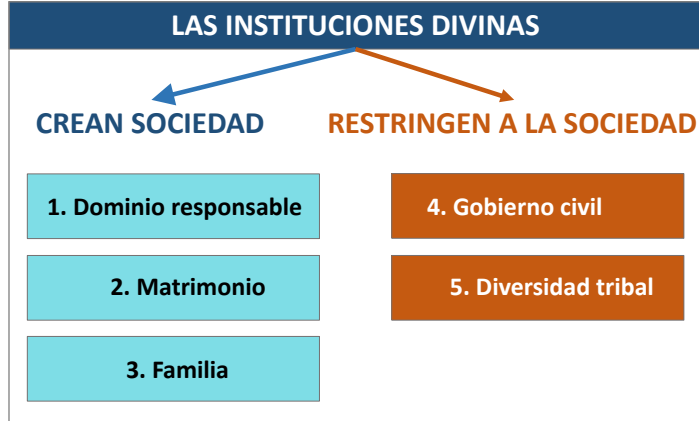 LAS INSTITUCIONES DIVINAS
CREAN SOCIEDAD
RESTRINGEN A LA SOCIEDAD
1. Dominio responsable
2. Matrimonio
3. Familia
4. Gobierno civil
5. Diversidad tribal